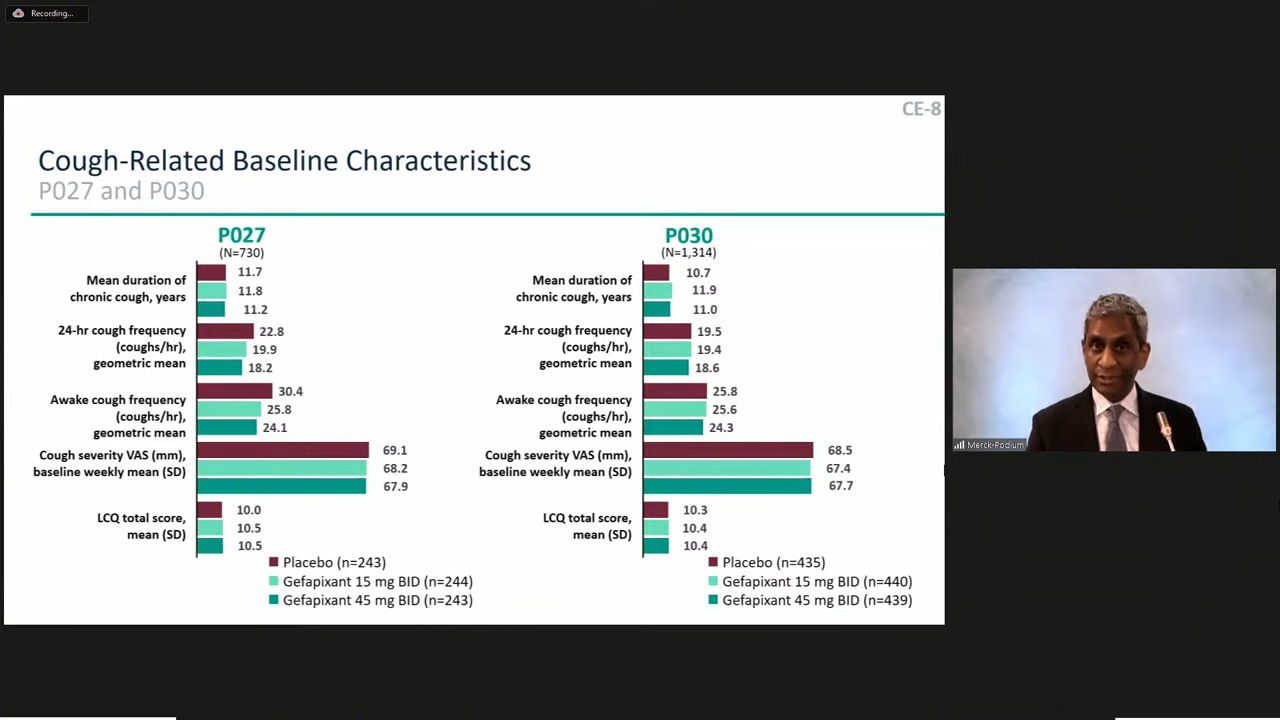 Recording...
CE-8
Cough-Related Baseline Characteristics
P027 and P030
P027
(N=730)
Mean duration of
chronic cough, years
11.7
11.8
11.2
24-hr cough frequency
(coughs/hr),
geometric mean
22.8
19.9
18.2
Awake cough frequency
(coughs/hr),
geometric mean
30.4
25.8
24.1
Cough severity VAS (mm),
baseline weekly mean (SD)
69.1
68.2
67.9
LCQ total score,
mean (SD)
10.0
10.5
10.5
Placebo (n=243)
Gefapixant 15 mg BID (n=244)
Gefapixant 45 mg BID (n=243)
P030
(N=1,314)
Mean duration of
chronic cough, years
10.7
11.9
11.0
24-hr cough frequency
(coughs/hr),
geometric mean
19.5
19.4
18.6
Awake cough frequency
(coughs/hr),
geometric mean
25.8
25.6
24.3
Cough severity VAS (mm),
baseline weekly mean (SD)
68.5
67.4
67.7
LCQ total score,
mean (SD)
10.3
10.4
10.4
Placebo (n=435)
Gefapixant 15 mg BID (n=440)
Gefapixant 45 mg BID (n=439)
Merck-Podium